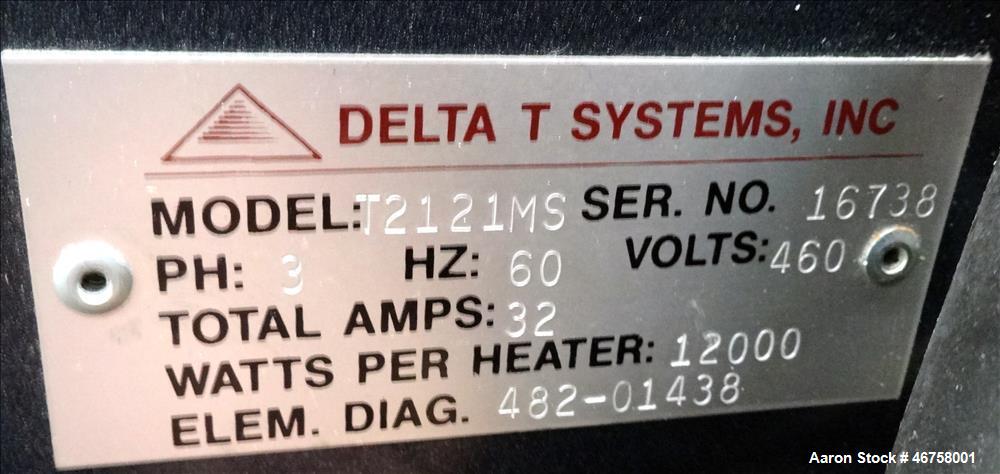 DELTA T SYSTEMS, INC
MODEL: T2121MS SER. NO. 16738
PH: 3 HZ: 60 VOLTS: 460
TOTAL AMPS: 32
WATTS PER HEATER: 12000
ELEM. DIAG. 482-01438
Aaron Stock # 46758001